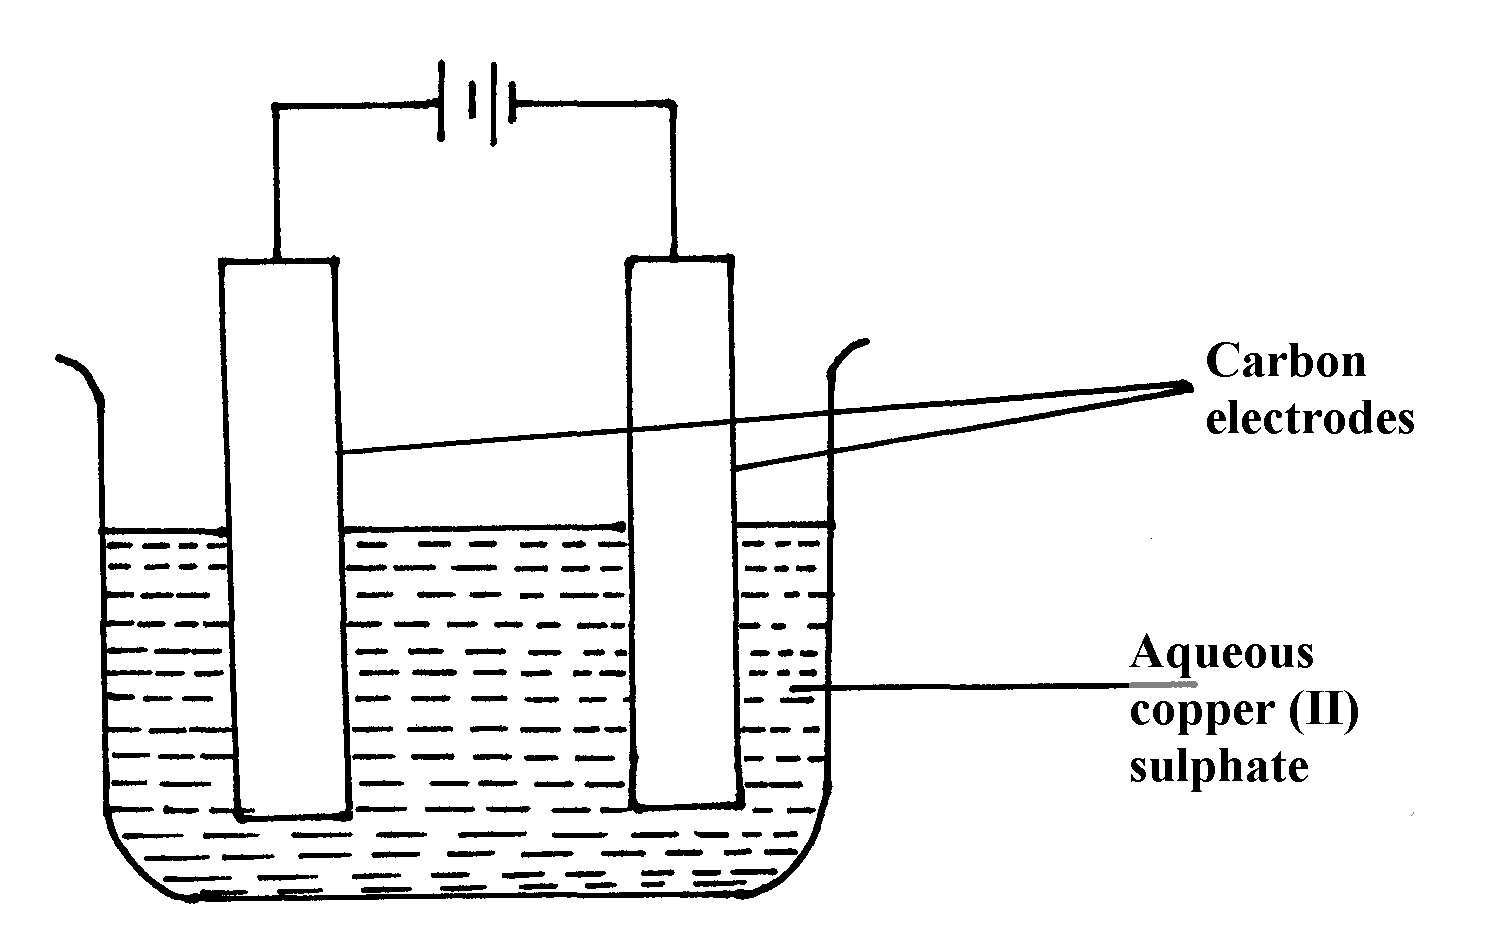 Carbon
electrodes
Aqueous
copper (II)
sulphate